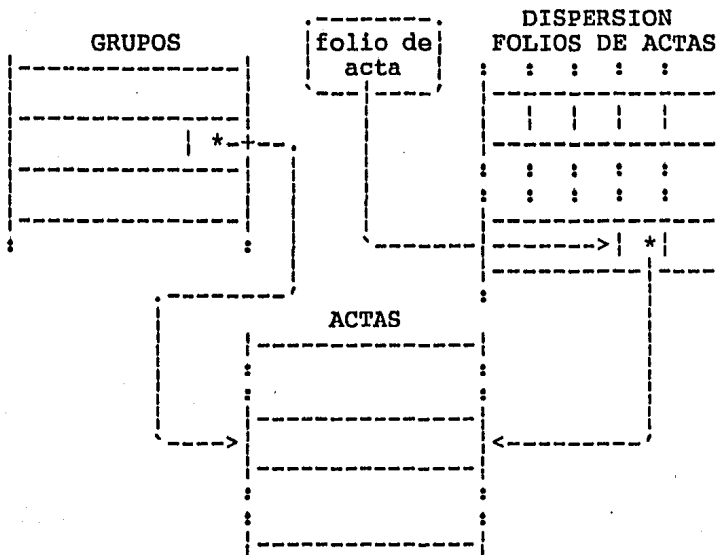 GRUPOS
folio de
acta
DISPERSION
FOLIOS DE ACTAS
ACTAS